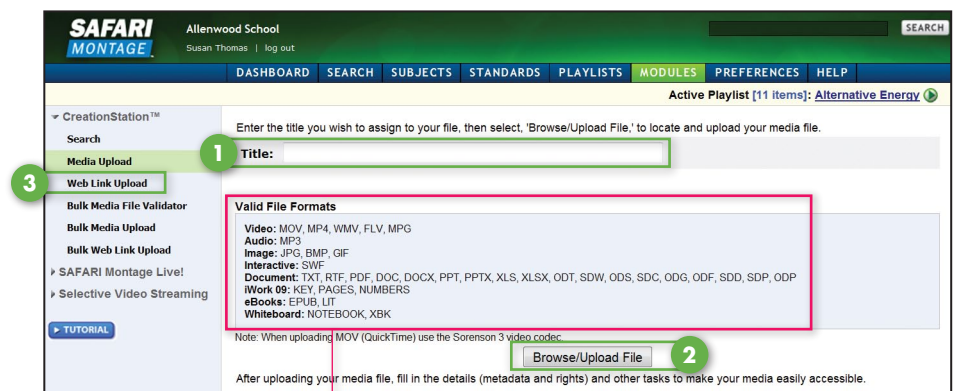 SAFARI
MONTAGE
Allenwood School
Susan Thomas | log out
SEARCH
DASHBOARD SEARCH SUBJECTS STANDARDS PLAYLISTS MODULES PREFERENCES HELP
Active Playlist [11 items]: Alternative Energy
CreationStation™
Search
Media Upload
3
Web Link Upload
Bulk Media File Validator
Bulk Media Upload
Bulk Web Link Upload
SAFARI Montage Live!
Selective Video Streaming
TUTORIAL
Enter the title you wish to assign to your file, then select, 'Browse/Upload File,' to locate and upload your media file.
1
Title:
Valid File Formats
Video: MOV, MP4, WMV, FLV, MPG
Audio: MP3
Image: JPG, BMP, GIF
Interactive: SWF
Document: TXT, RTF, PDF, DOC, DOCX, PPT, PPTX, XLS, XLSX, ODT, SDW, ODS, SDC, ODG, ODF, SDD, SDP, ODP
iWork 09: KEY, PAGES, NUMBERS
eBooks: EPUB, LIT
Whiteboard: NOTEBOOK, XBK
Note: When uploading MOV (QuickTime) use the Sorenson 3 video codec.
Browse/Upload File
2
After uploading your media file, fill in the details (metadata and rights) and other tasks to make your media easily accessible.